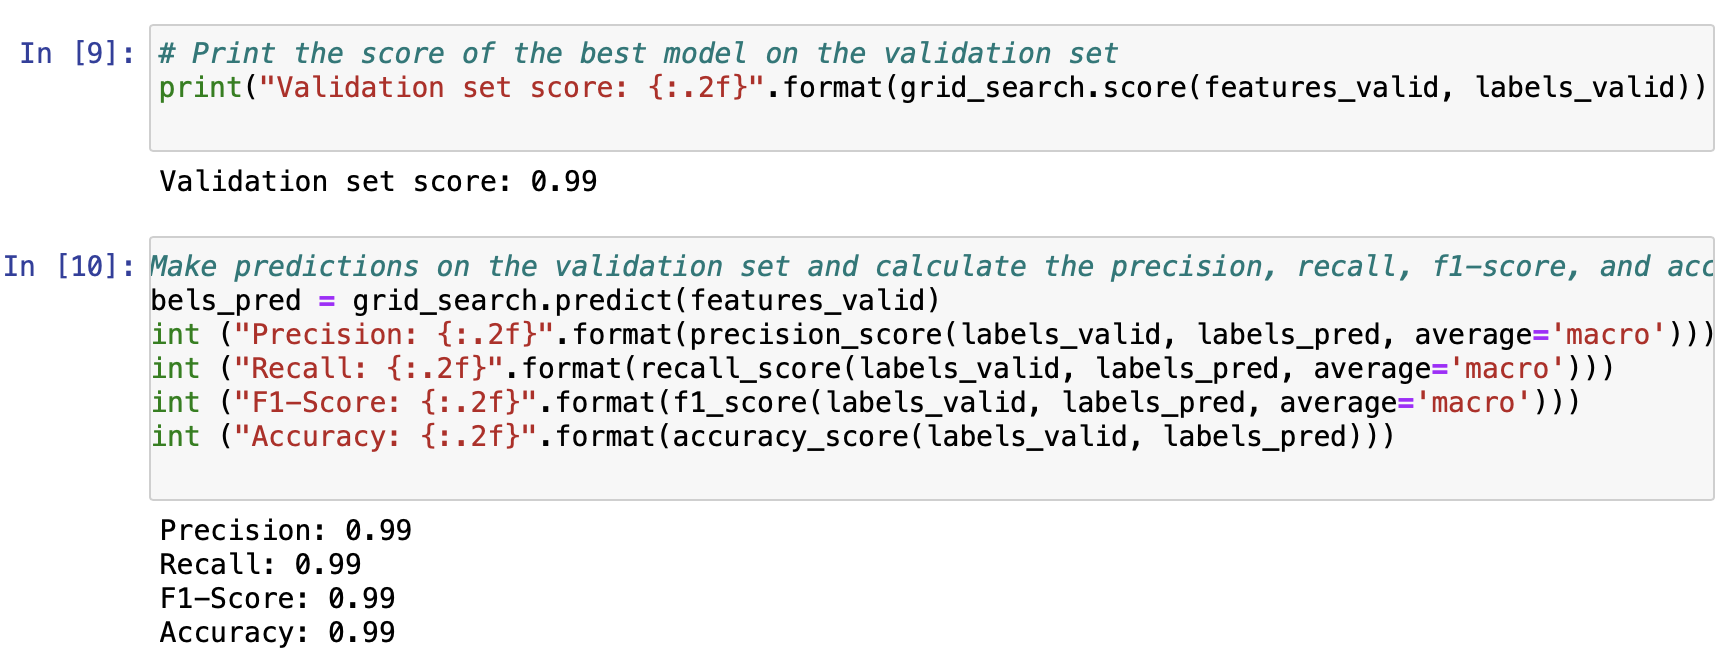 In [9]: # Print the score of the best model on the validation set
print("Validation set score: {:.2f}".format(grid_search.score(features_valid, labels_valid))
Validation set score: 0.99
In [10]: Make predictions on the validation set and calculate the precision, recall, f1-score, and acc
bels_pred = grid_search.predict(features_valid)
int ("Precision: {:.2f}".format(precision_score(labels_valid, labels_pred, average='macro')))
int ("Recall: {:.2f}".format(recall_score(labels_valid, labels_pred, average='macro')))
int ("F1-Score: {:.2f}".format(f1_score(labels_valid, labels_pred, average='macro')))
int ("Accuracy: {:.2f}".format(accuracy_score(labels_valid, labels_pred)))
Precision: 0.99
Recall: 0.99
F1-Score: 0.99
Accuracy: 0.99